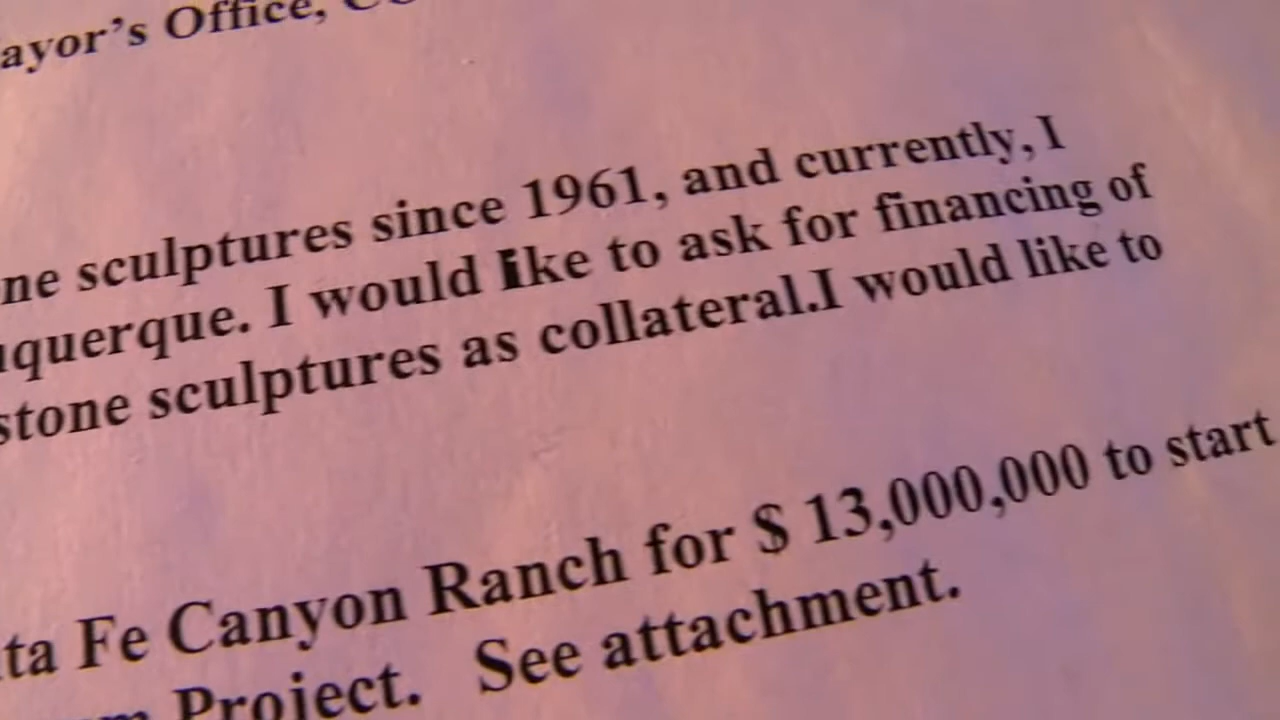 ayor's Office,
ne sculptures since 1961, and currently, I
querque. I would like to ask for financing of
stone sculptures as collateral.I would like to
ta Fe Canyon Ranch for $ 13,000,000 to start
Project. See attachment.